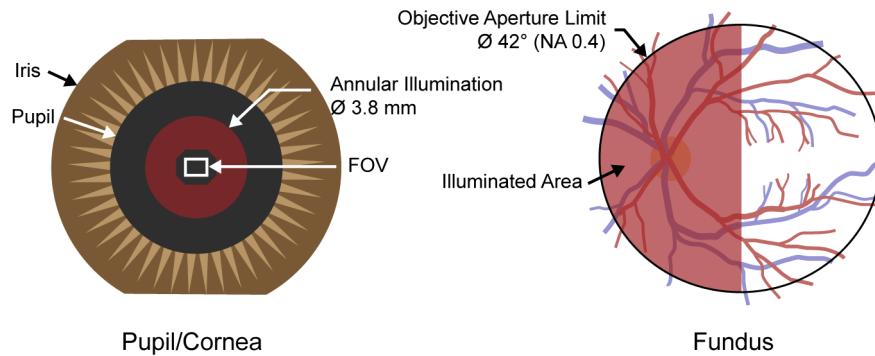 Iris
Pupil
Annular Illumination
Ø 3.8 mm
FOV
Pupil/Cornea
Objective Aperture Limit
Ø 42° (NA 0.4)
Illuminated Area
Fundus